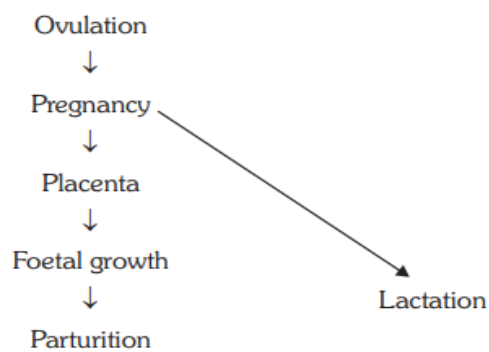 Ovulation
↓
Pregnancy
↓
Placenta
↓
Foetal growth
↓
Lactation
Parturition